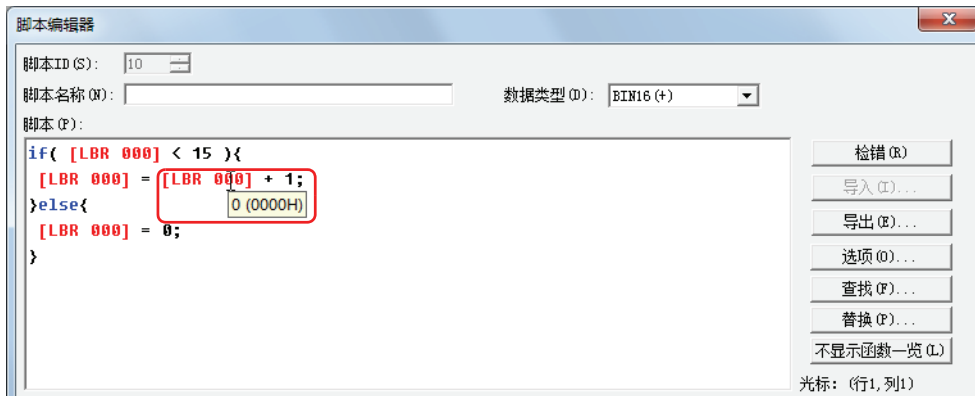 脚本编辑器
脚本ID(S): 10
脚本名称(N): 数据类型(D): BIN16(+)
脚本(P):
if( [LBR 000] < 15 ){
[LBR 000] = [LBR 000] + 1;
}else{
0 (0000H)
[LBR 000] = 0;
}
检错(R)
导入(I)...
导出(E)...
选项(O)...
查找(F)...
替换(P)...
不显示函数一览(L)
光标: (行1,列1)